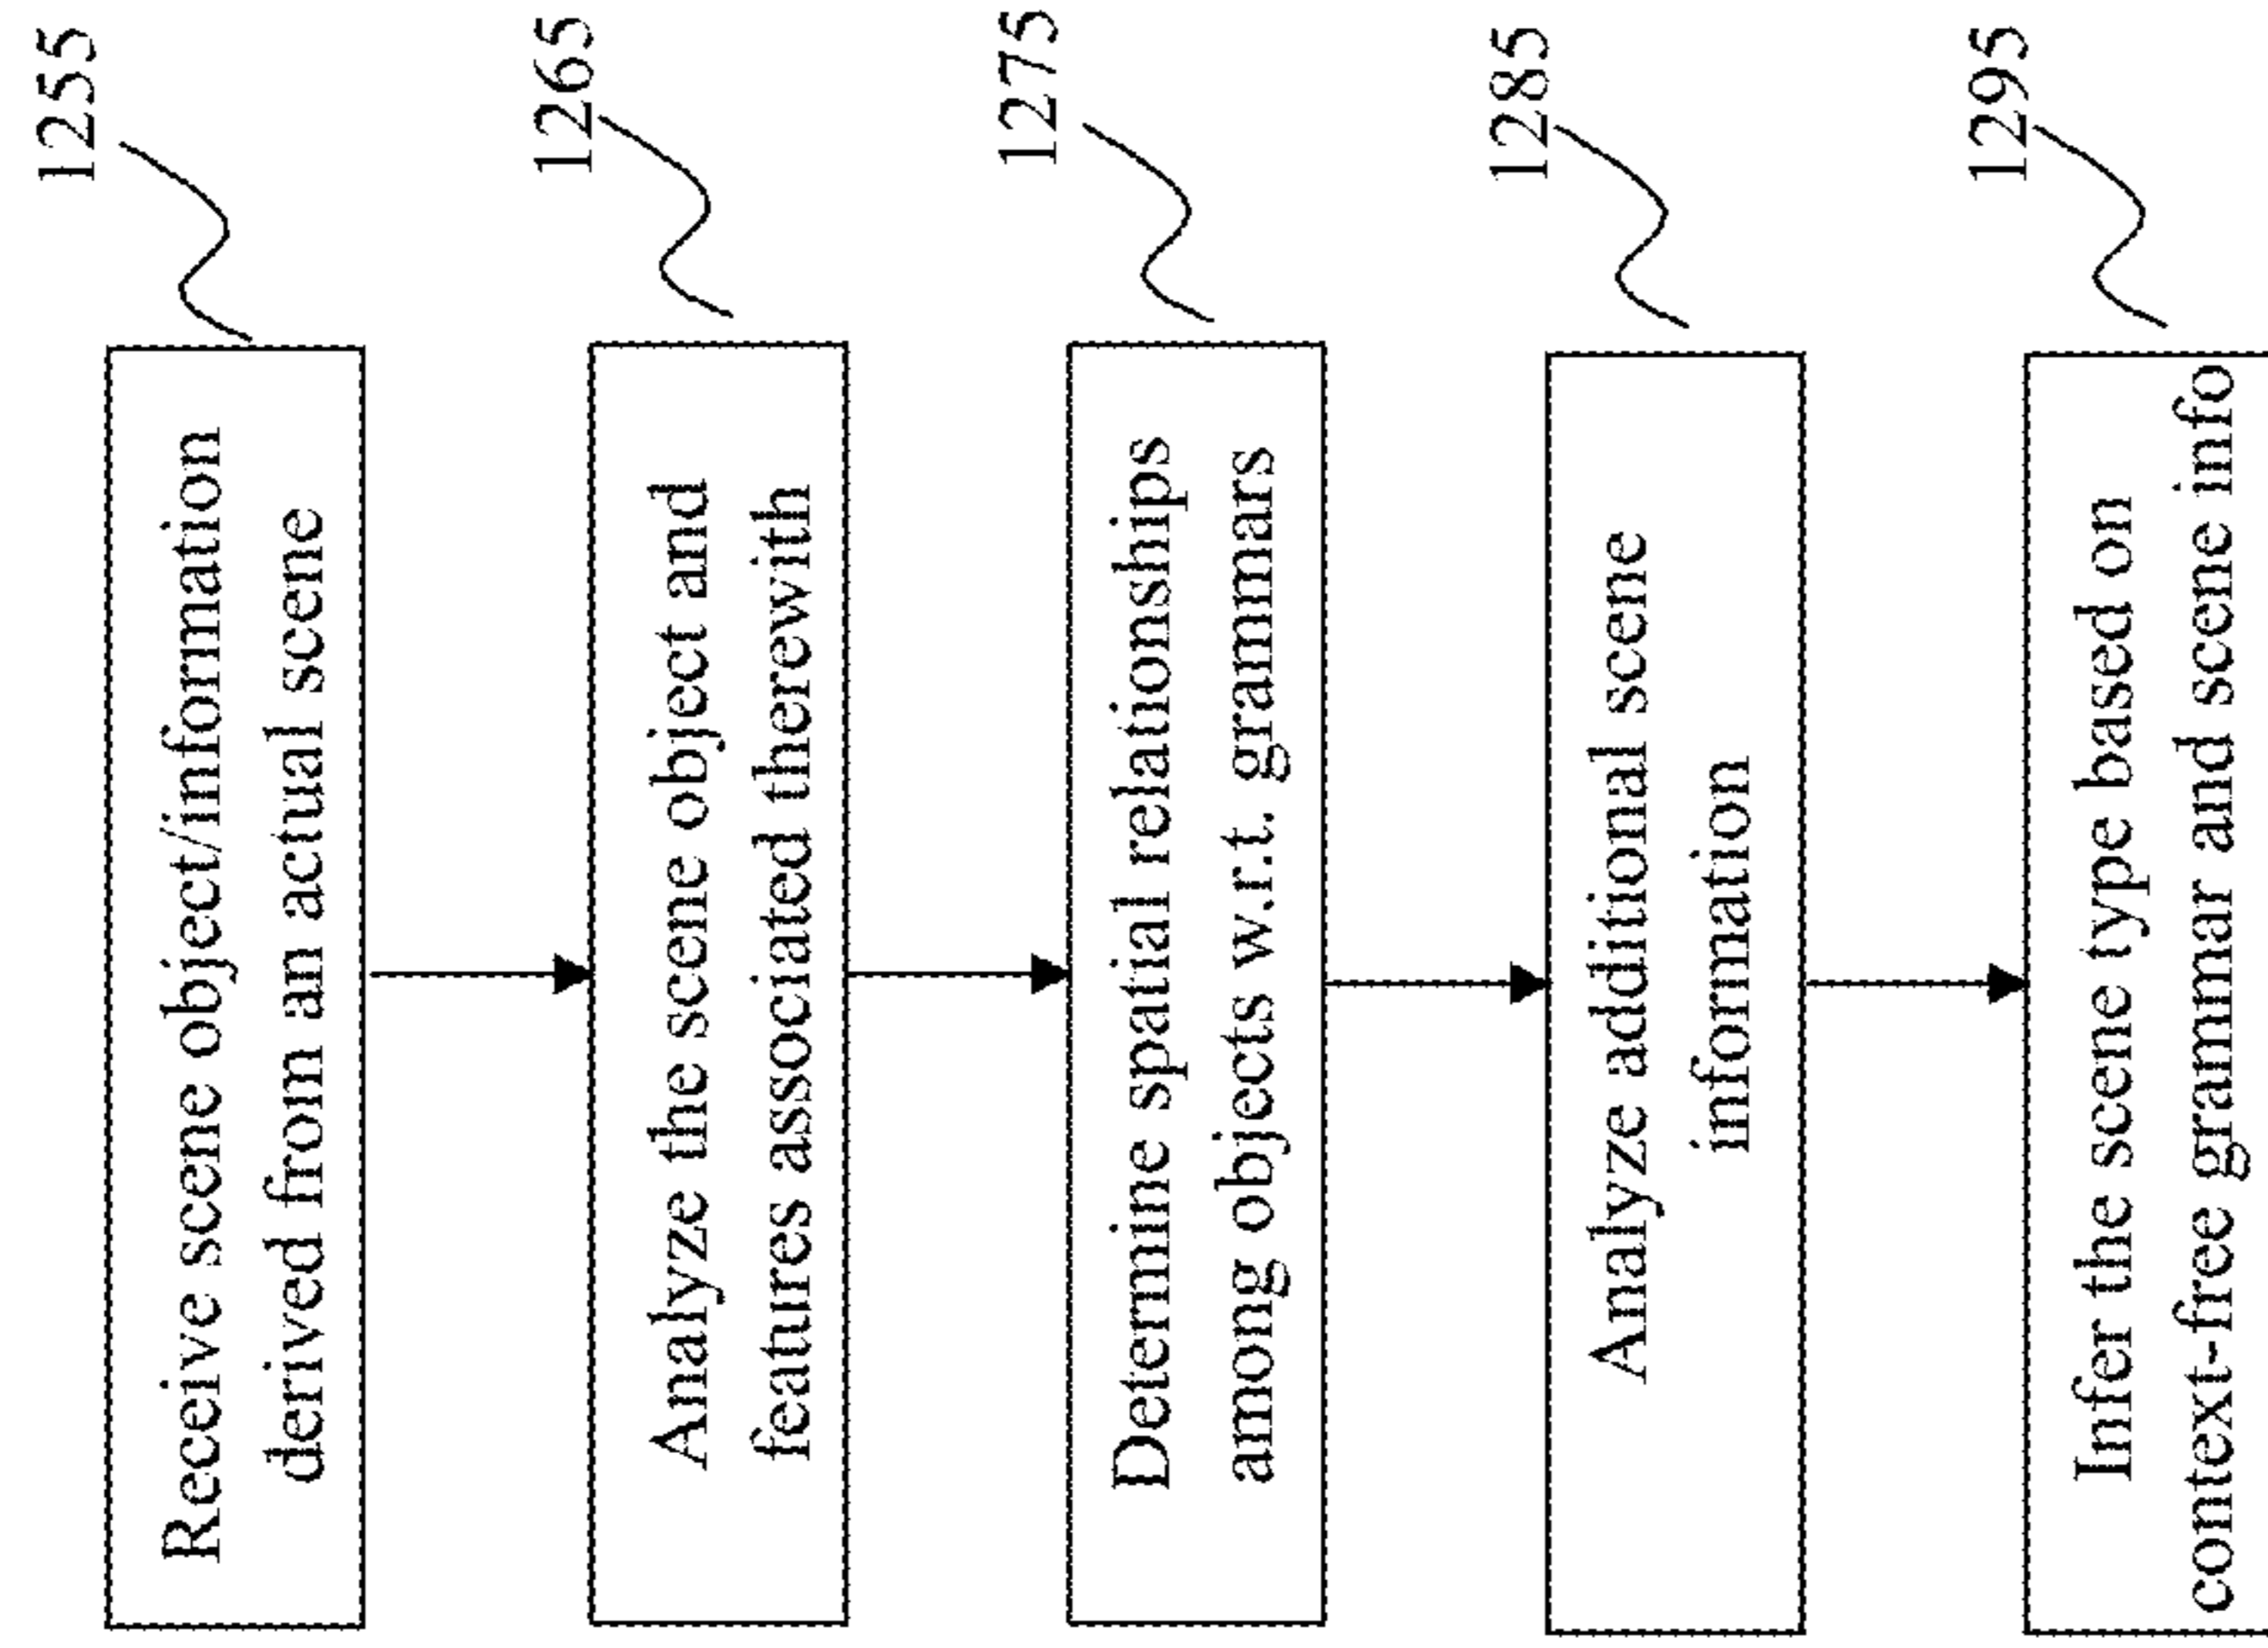 1255
Receive scene object/information
derived from an actual scene
1265
Analyze the scene object and
features associated therewith
1275
Determine spatial relationships
among objects w.r.t. grammars
1285
Analyze additional scene
information
1295
Infer the scene type based on
context-free grammar and scene info